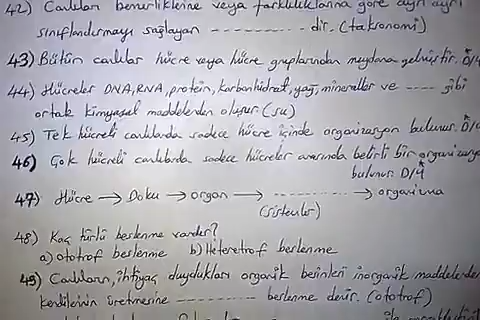 42) Canlıları benzerliklerine veya farklılıklarına göre ayrı ayrı
sınıflandırmayı sağlayan ------------ dir. (taksonomi)
43) Bütün canlılar hücre veya hücre gruplarından meydana gelmiştir. D/Y
44) Hücreler DNA, RNA, protein, karbonhidrat, yağ, mineraller ve ---- gibi
ortak kimyasal maddelerden oluşur. (su)
45) Tek hücreli canlılarda sadece hücre içinde organizasyon bulunur. D/Y
46) Çok hücreli canlılarda sadece hücreler arasında belirli bir organizasyon
bulunur. D/Y
47) Hücre → Doku → organ → ---------- → organizma
(sistemler)
48) Kaç türlü beslenme vardır?
a) ototrof beslenme b) Heteretrof beslenme
49) Canlıların, ihtiyaç duydukları organik besinleri inorganik maddelerden
kendilerinin üretmesine ---------- beslenme denir. (ototrof)